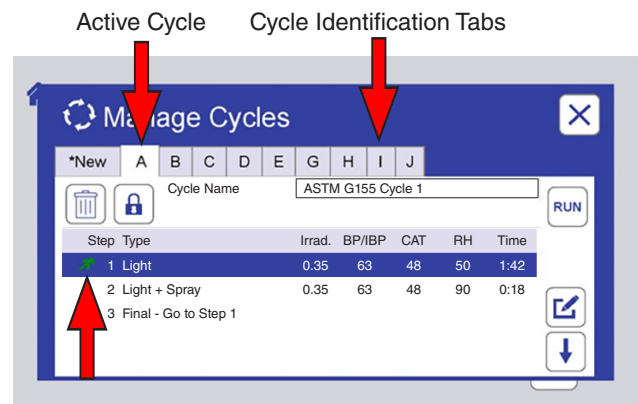 Active Cycle Cycle Identification Tabs
Manage Cycles
*New A B C D E G H I J
Cycle Name ASTM G155 Cycle 1
RUN
Step Type Irrad. BP/IBP CAT RH Time
1 Light 0.35 63 48 50 1:42
2 Light + Spray 0.35 63 48 90 0:18
3 Final - Go to Step 1